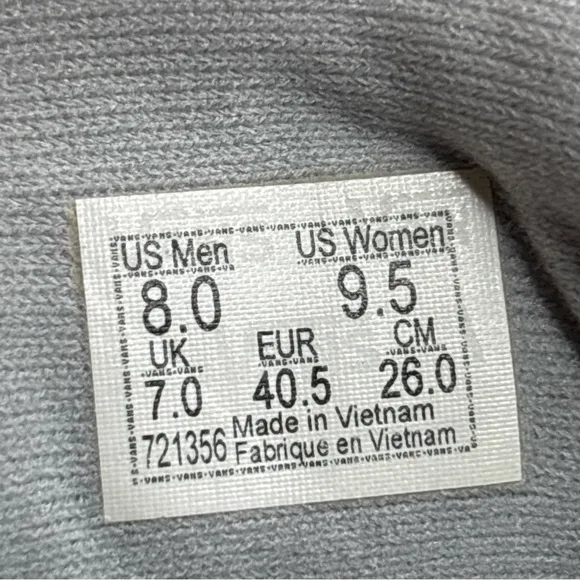 US Men US Women
8.0 9.5
UK EUR CM
7.0 40.5 26.0
721356 Made in Vietnam
Fabrique en Vietnam